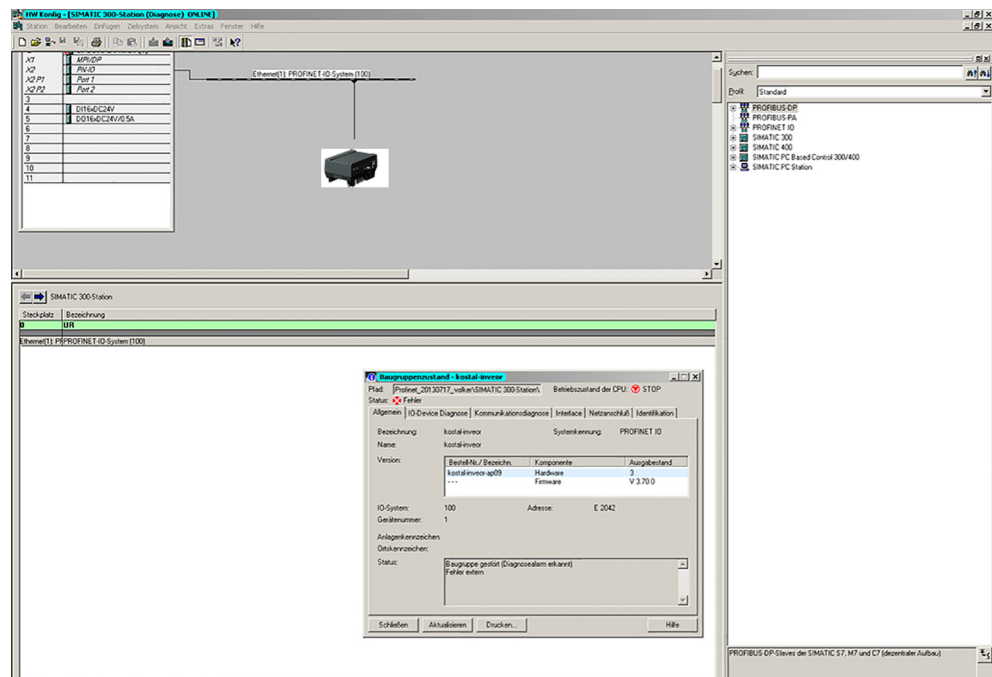 HW Konfig - [SIMATIC 300-Station (Diagnose) ONLINE]
Station Bearbeiten Einfügen Zielsystem Ansicht Extras Fenster Hilfe
X1 MPI/DP
X2 PN-IO
X2 P1 Port 1
X2 P2 Port 2
3
4 DI16xDC24V
5 DO16xDC24V/0.5A
6
7
8
9
10
11
Ethernet(1): PROFINET-IO-System (100)
Suchen:
Profil: Standard
PROFIBUS-DP
PROFIBUS-PA
PROFINET IO
SIMATIC 300
SIMATIC 400
SIMATIC PC Based Control 300/400
SIMATIC PC Station
SIMATIC 300-Station
Steckplatz Bezeichnung
0 UR
Ethernet(1): PROFINET-IO-System (100)
Baugruppenzustand - kostal-inveor
Pfad: Profinet_20130717_volker\SIMATIC 300-Station\ Betriebszustand der CPU: STOP
Status: Fehler
Allgemein IO-Device Diagnose Kommunikationsdiagnose Interface Netzanschluß Identifikation
Bezeichnung: kostal-inveor Systemkennung: PROFINET IO
Name: kostal-inveor
Version: Bestell-Nr./ Bezeichn. Komponente Ausgabestand
kostal-inveor-ap09 Hardware 3
--- Firmware V 3.70.0
IO-System: 100 Adresse: E 2042
Gerätenummer: 1
Anlagenkennzeichen:
Ortskennzeichen:
Status: Baugruppe gestört (Diagnosealarm erkannt)
Fehler extern
Schließen Aktualisieren Drucken... Hilfe
PROFIBUS-DP-Slaves der SIMATIC S7, M7 und C7 (dezentraler Aufbau)